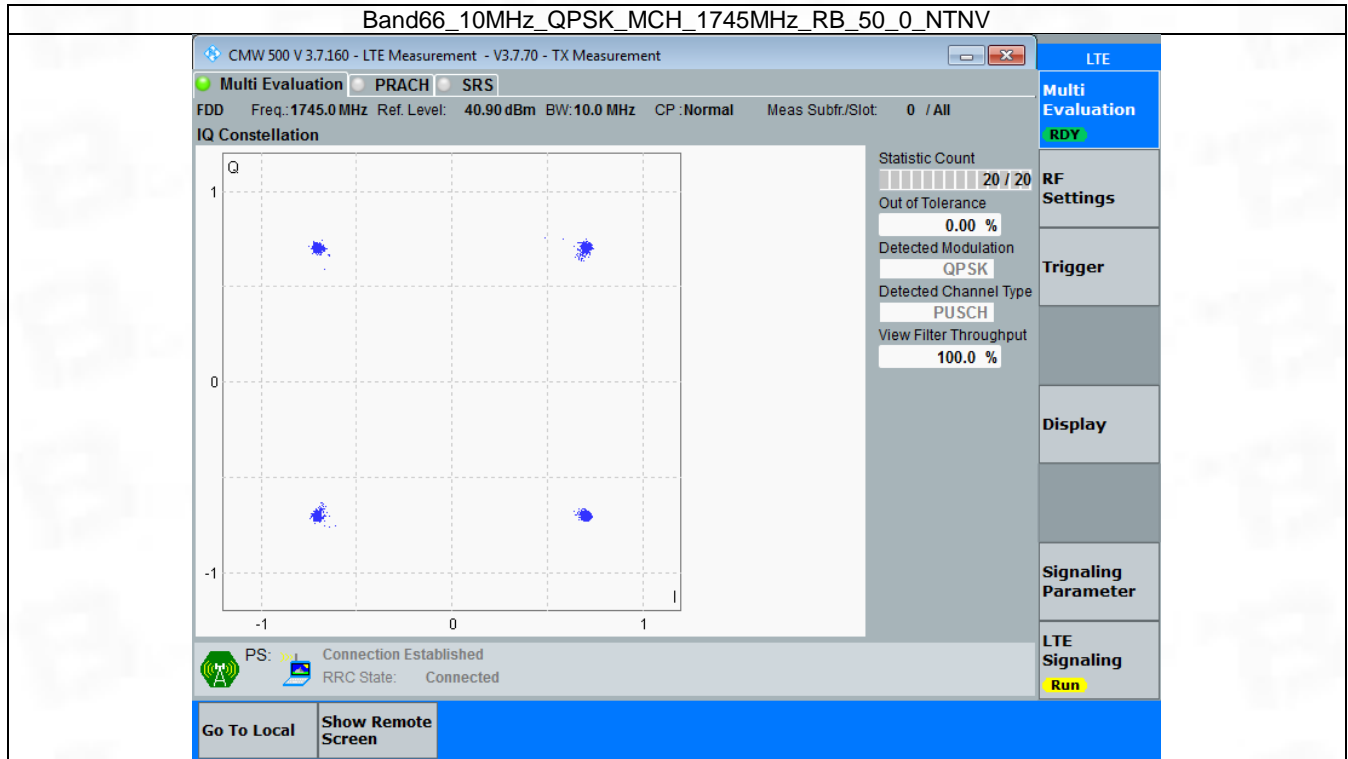 Band66_10MHz_QPSK_MCH_1745MHz_RB_50_0_NTNV
CMW 500 V 3.7.160 - LTE Measurement - V3.7.70 - TX Measurement
LTE
Multi Evaluation PRACH SRS
FDD Freq.:1745.0 MHz Ref. Level: 40.90 dBm BW:10.0 MHz CP :Normal Meas Subfr./Slot: 0 / All
IQ Constellation
Q
1
0
-1
I
-1 0 1
Statistic Count
20 / 20
Out of Tolerance
0.00 %
Detected Modulation
QPSK
Detected Channel Type
PUSCH
View Filter Throughput
100.0 %
Multi
Evaluation
RDY
RF
Settings
Trigger
Display
Signaling
Parameter
LTE
Signaling
Run
PS: Connection Established
RRC State: Connected
Go To Local
Show Remote
Screen